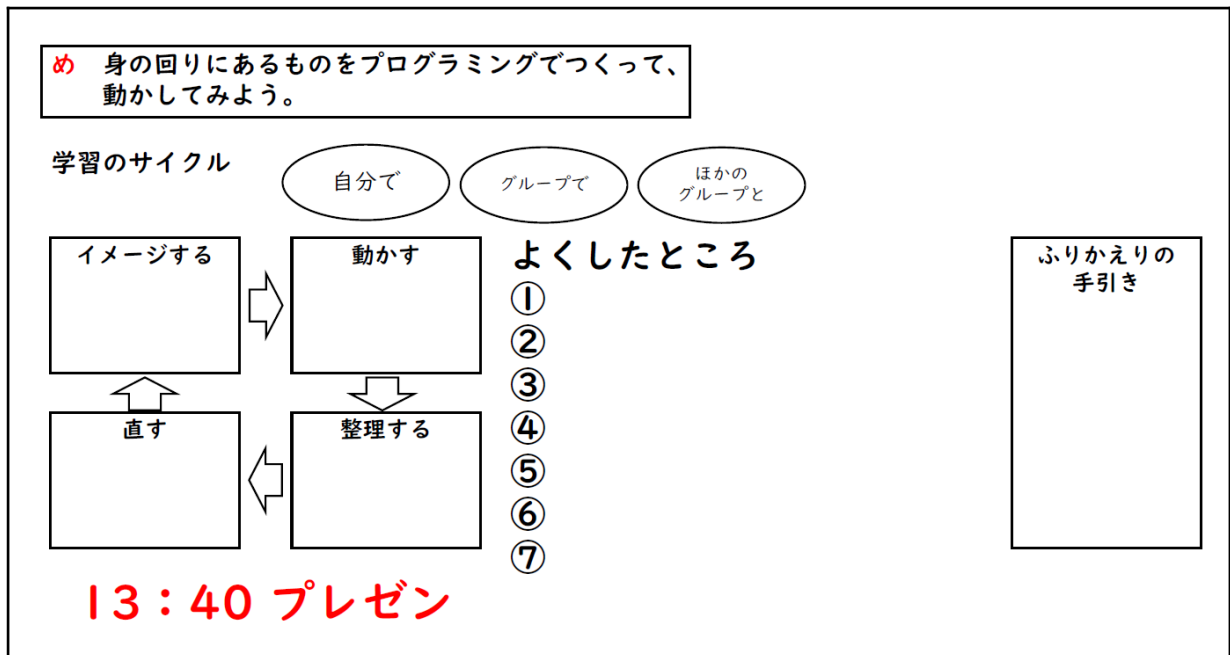 め 身の回りにあるものをプログラミングでつくって、
動かしてみよう。
学習のサイクル
自分で
グループで
ほかの
グループと
イメージする
動かす
直す
整理する
よくしたところ
①
②
③
④
⑤
⑥
⑦
ふりかえりの
手引き
13：40 プレゼン